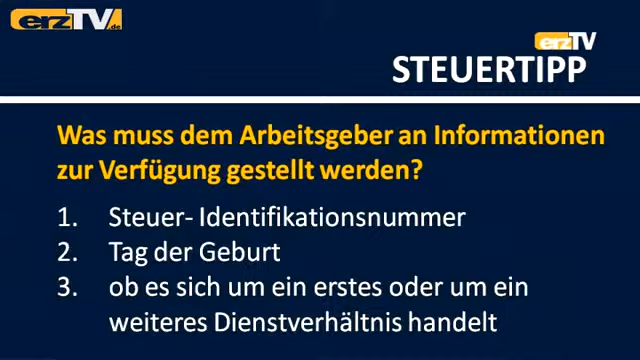 erzTV.de
erzTV
STEUERTIPP
Was muss dem Arbeitsgeber an Informationen
zur Verfügung gestellt werden?
1. Steuer- Identifikationsnummer
2. Tag der Geburt
3. ob es sich um ein erstes oder um ein
weiteres Dienstverhältnis handelt